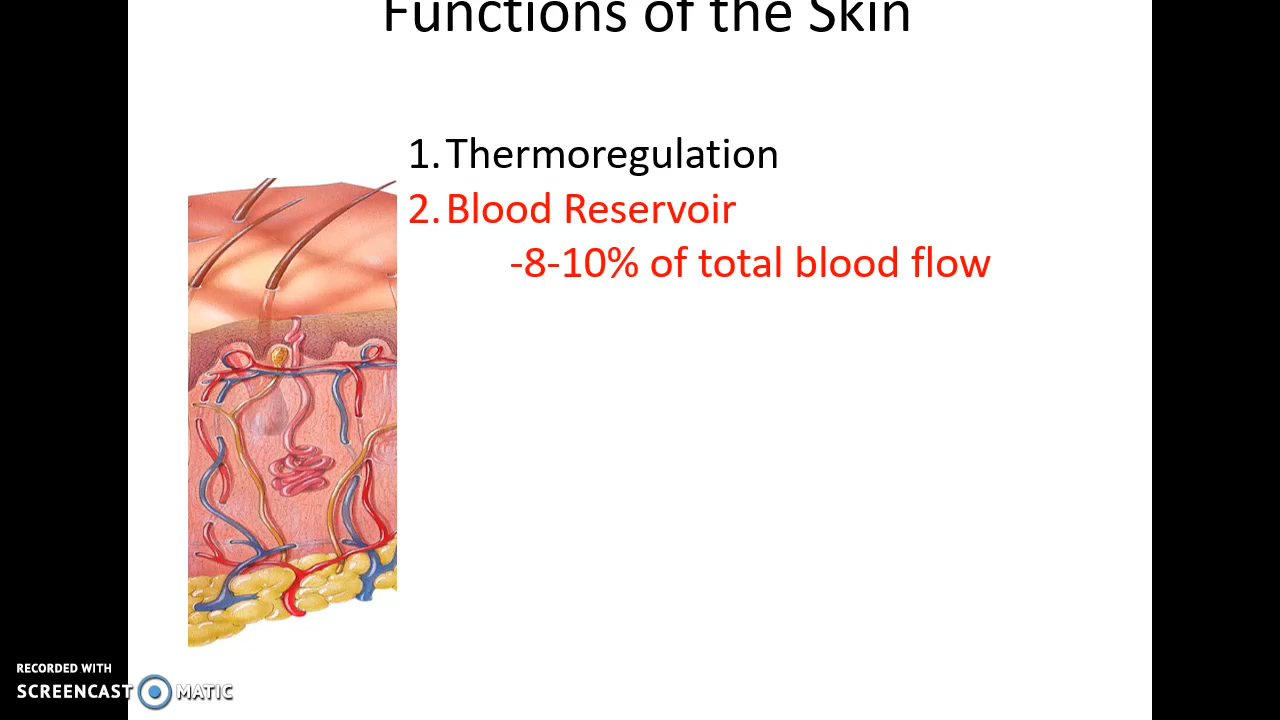 Functions of the Skin
1. Thermoregulation
2. Blood Reservoir
-8-10% of total blood flow
RECORDED WITH
SCREENCAST MATIC